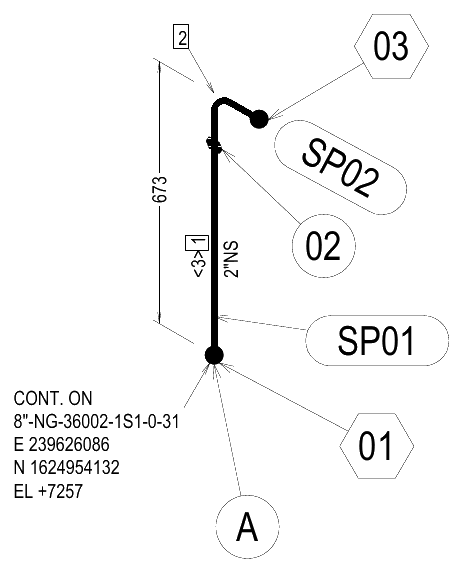 2
03
SP02
673
02
<3>
1
2"NS
SP01
CONT. ON
8"-NG-36002-1S1-0-31
E 239626086
N 1624954132
EL +7257
01
A